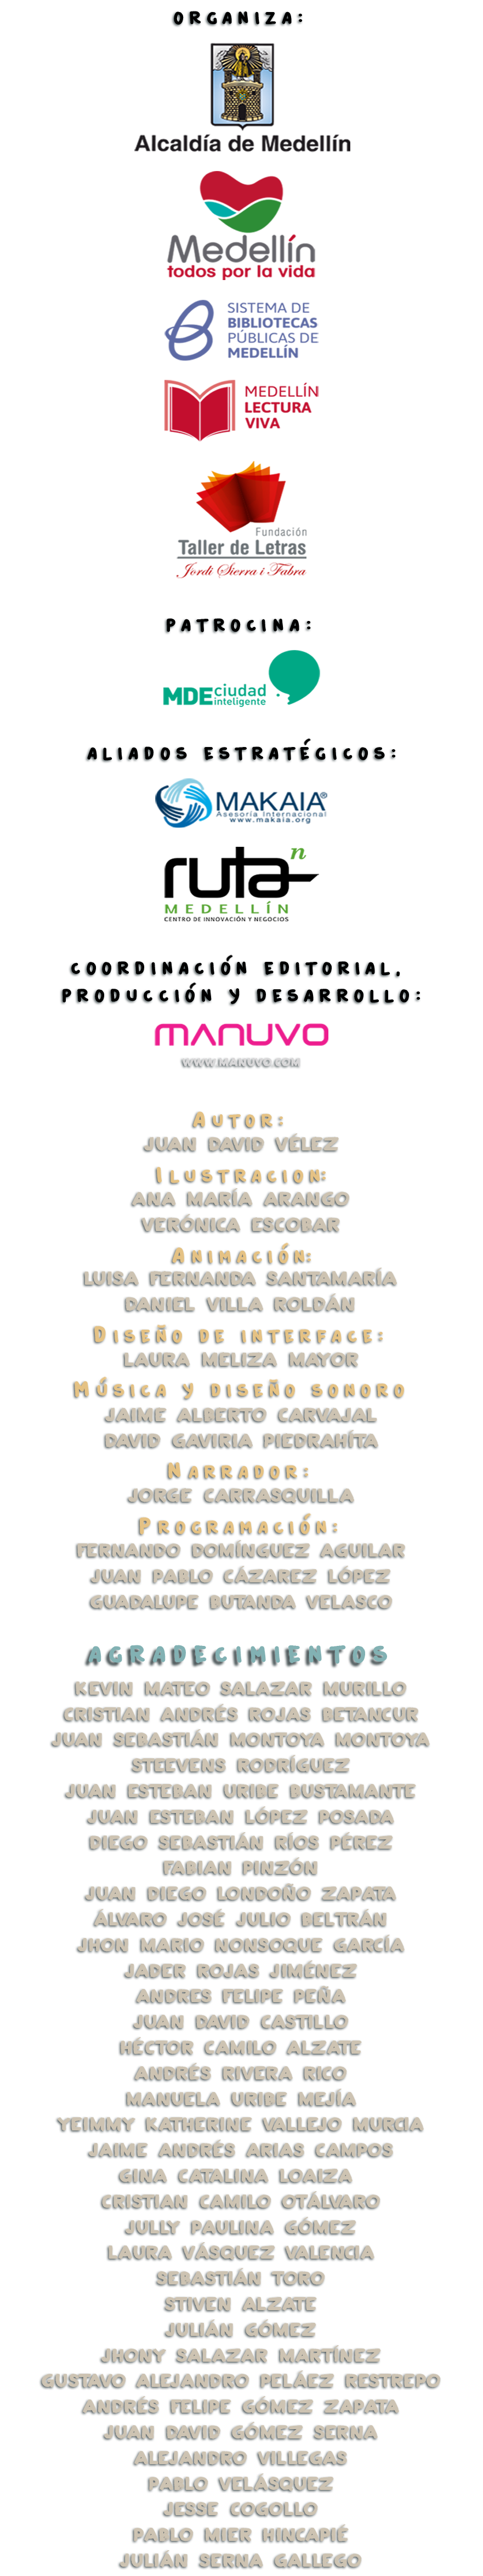 ORGANIZA:
Alcaldía de Medellín
Medellín
todos por la vida
SISTEMA DE
BIBLIOTECAS
PÚBLICAS DE
MEDELLÍN
MEDELLÍN
LECTURA
VIVA
Fundación
Taller de Letras
Jordi Sierra i Fabra
PATROCINA:
MDE ciudad
inteligente
ALIADOS ESTRATÉGICOS:
MAKAIA®
Asesoría Internacional
www.makaia.org
ruta n
MEDELLÍN
CENTRO DE INNOVACIÓN Y NEGOCIOS
COORDINACIÓN EDITORIAL,
PRODUCCIÓN Y DESARROLLO:
MANUVO
WWW.MANUVO.COM
AUTOR:
JUAN DAVID VÉLEZ
ILUSTRACION:
ANA MARÍA ARANGO
VERÓNICA ESCOBAR
ANIMACIÓN:
LUISA FERNANDA SANTAMARÍA
DANIEL VILLA ROLDÁN
DISEÑO DE INTERFACE:
LAURA MELIZA MAYOR
MÚSICA Y DISEÑO SONORO
JAIME ALBERTO CARVAJAL
DAVID GAVIRIA PIEDRAHÍTA
NARRADOR:
JORGE CARRASQUILLA
PROGRAMACIÓN:
FERNANDO DOMÍNGUEZ AGUILAR
JUAN PABLO CÁZAREZ LÓPEZ
GUADALUPE BUTANDA VELASCO
AGRADECIMIENTOS
KEVIN MATEO SALAZAR MURILLO
CRISTIAN ANDRÉS ROJAS BETANCUR
JUAN SEBASTIÁN MONTOYA MONTOYA
STEEVENS RODRÍGUEZ
JUAN ESTEBAN URIBE BUSTAMANTE
JUAN ESTEBAN LÓPEZ POSADA
DIEGO SEBASTIÁN RÍOS PÉREZ
FABIAN PINZÓN
JUAN DIEGO LONDOÑO ZAPATA
ÁLVARO JOSÉ JULIO BELTRÁN
JHON MARIO NONSOQUE GARCÍA
JADER ROJAS JIMÉNEZ
ANDRES FELIPE PEÑA
JUAN DAVID CASTILLO
HÉCTOR CAMILO ALZATE
ANDRÉS RIVERA RICO
MANUELA URIBE MEJÍA
YEIMMY KATHERINE VALLEJO MURCIA
JAIME ANDRÉS ARIAS CAMPOS
GINA CATALINA LOAIZA
CRISTIAN CAMILO OTÁLVARO
JULLY PAULINA GÓMEZ
LAURA VÁSQUEZ VALENCIA
SEBASTIÁN TORO
STIVEN ALZATE
JULIÁN GÓMEZ
JHONY SALAZAR MARTÍNEZ
GUSTAVO ALEJANDRO PELÁEZ RESTREPO
ANDRÉS FELIPE GÓMEZ ZAPATA
JUAN DAVID GÓMEZ SERNA
ALEJANDRO VILLEGAS
PABLO VELÁSQUEZ
JESSE COGOLLO
PABLO MIER HINCAPIÉ
JULIÁN SERNA GALLEGO